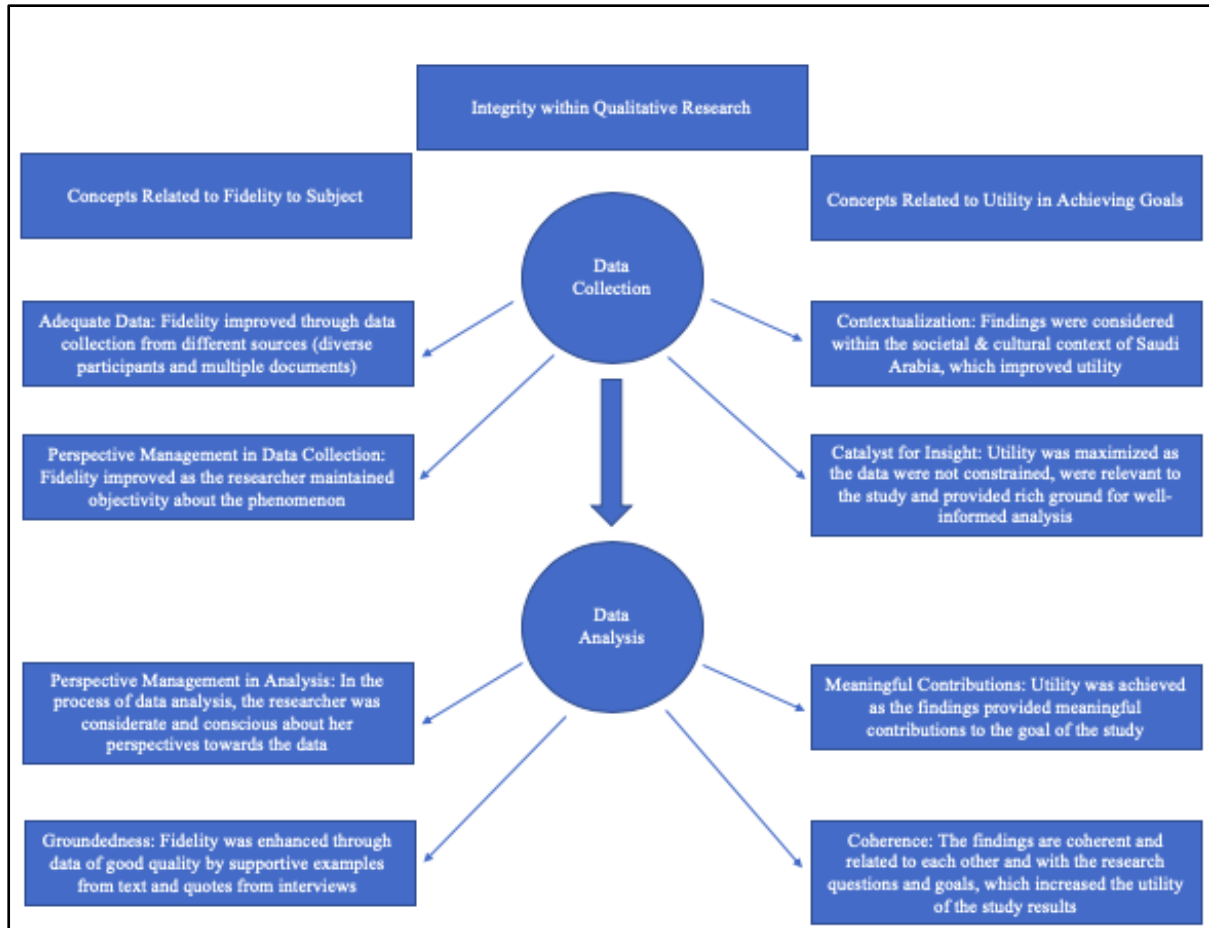 Integrity within Qualitative Research
Concepts Related to Fidelity to Subject
Concepts Related to Utility in Achieving Goals
Data
Collection
Adequate Data: Fidelity improved through data
collection from different sources (diverse
participants and multiple documents)
Contextualization: Findings were considered
within the societal & cultural context of Saudi
Arabia, which improved utility
Perspective Management in Data Collection:
Fidelity improved as the researcher maintained
objectivity about the phenomenon
Catalyst for Insight: Utility was maximized as
the data were not constrained, were relevant to
the study and provided rich ground for well-
informed analysis
Data
Analysis
Perspective Management in Analysis: In the
process of data analysis, the researcher was
considerate and conscious about her
perspectives towards the data
Meaningful Contributions: Utility was achieved
as the findings provided meaningful
contributions to the goal of the study
Groundedness: Fidelity was enhanced through
data of good quality by supportive examples
from text and quotes from interviews
Coherence: The findings are coherent and
related to each other and with the research
questions and goals, which increased the utility
of the study results